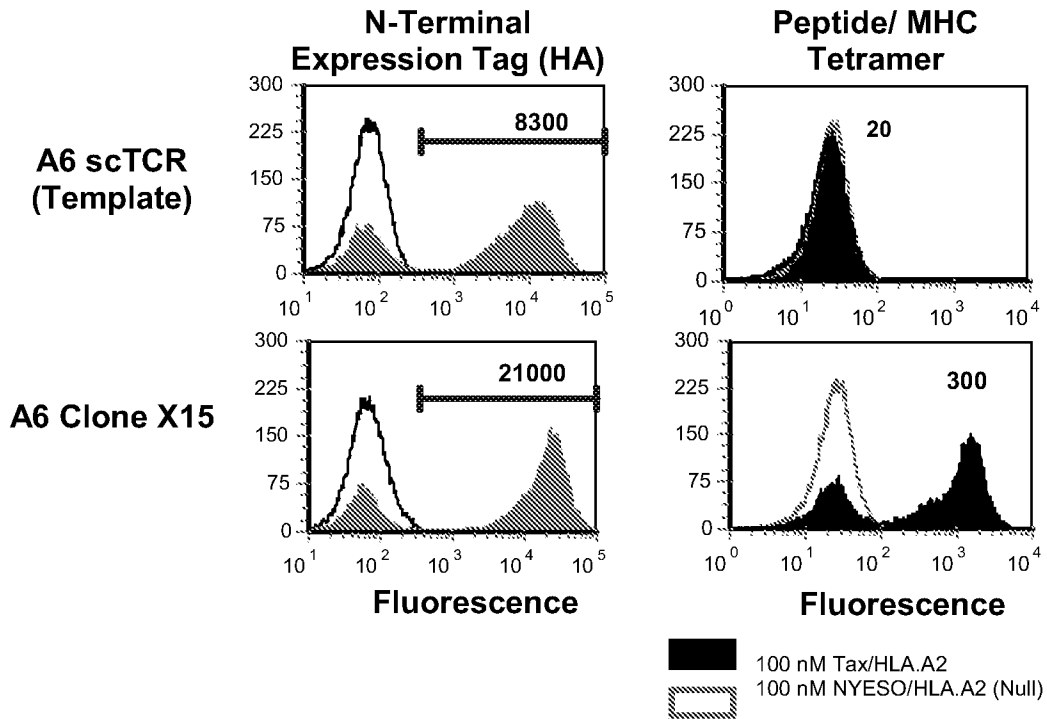 N-Terminal
Expression Tag (HA)
Peptide/ MHC
Tetramer
A6 scTCR
(Template)
300
225
150
75
0
8300
10^1 10^2 10^3 10^4 10^5
300
225
150
75
0
20
10^0 10^1 10^2 10^3 10^4
A6 Clone X15
300
225
150
75
0
21000
10^1 10^2 10^3 10^4 10^5
Fluorescence
300
225
150
75
0
300
10^0 10^1 10^2 10^3 10^4
Fluorescence
100 nM Tax/HLA.A2
100 nM NYESO/HLA.A2 (Null)